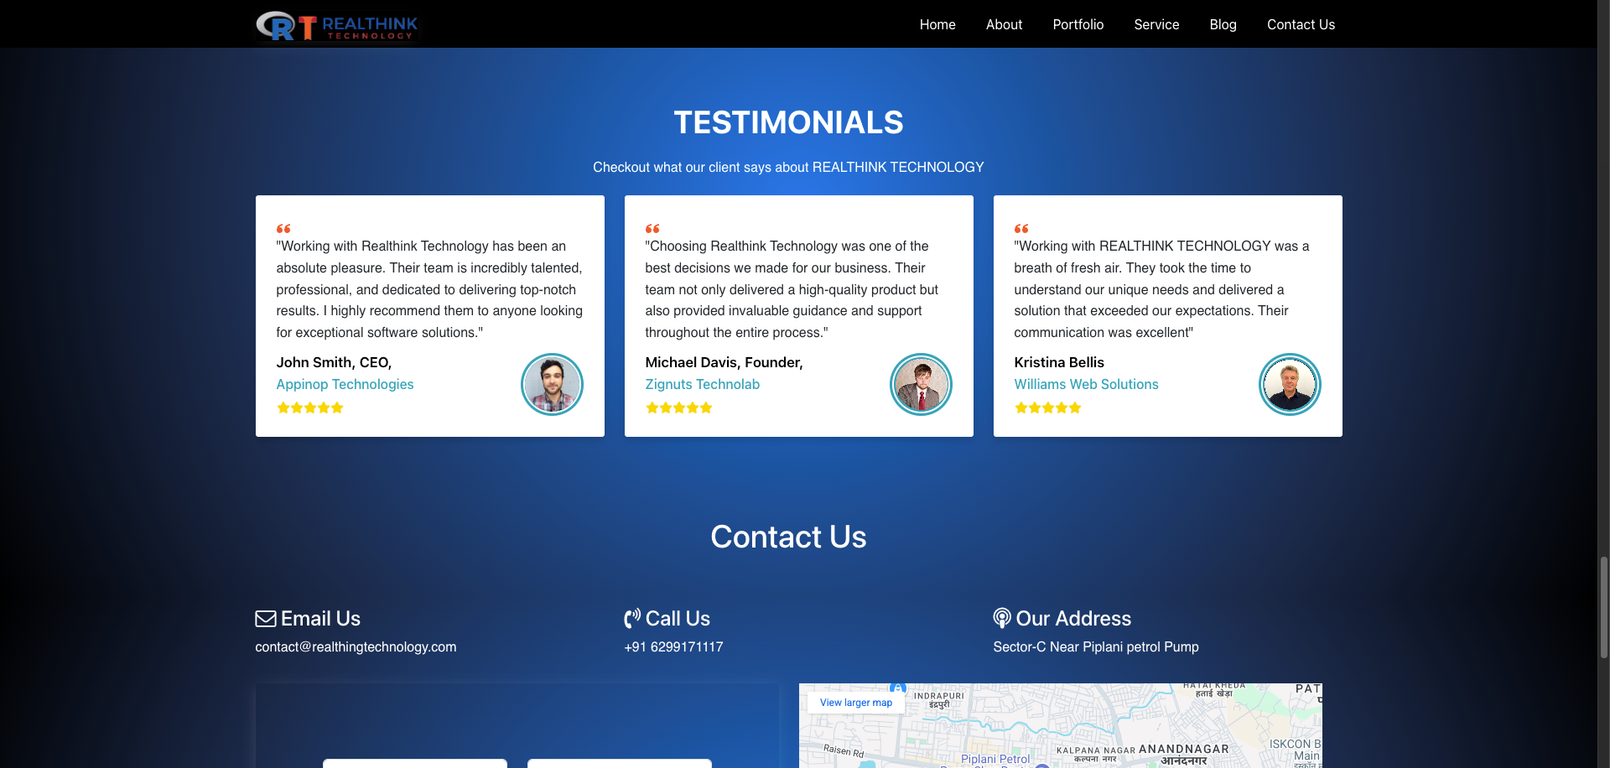 REALTHINK
TECHNOLOGY
Home About Portfolio Service Blog Contact Us
TESTIMONIALS
Checkout what our client says about REALTHINK TECHNOLOGY
"Working with Realthink Technology has been an
absolute pleasure. Their team is incredibly talented,
professional, and dedicated to delivering top-notch
results. I highly recommend them to anyone looking
for exceptional software solutions."
John Smith, CEO,
Appinop Technologies
"Choosing Realthink Technology was one of the
best decisions we made for our business. Their
team not only delivered a high-quality product but
also provided invaluable guidance and support
throughout the entire process."
Michael Davis, Founder,
Zignuts Technolab
"Working with REALTHINK TECHNOLOGY was a
breath of fresh air. They took the time to
understand our unique needs and delivered a
solution that exceeded our expectations. Their
communication was excellent"
Kristina Bellis
Williams Web Solutions
Contact Us
Email Us
contact@realthingtechnology.com
Call Us
+91 6299171117
Our Address
Sector-C Near Piplani petrol Pump
View larger map
INDRAPURI
इंद्रपुरी
HATAI KHEDA
हताई खेड़ा
PAT
Raisen Rd
KALPANA NAGAR
कल्पना नगर
ANANDNAGAR
आनंदनगर
ISKCON B
Main
Piplani Petrol